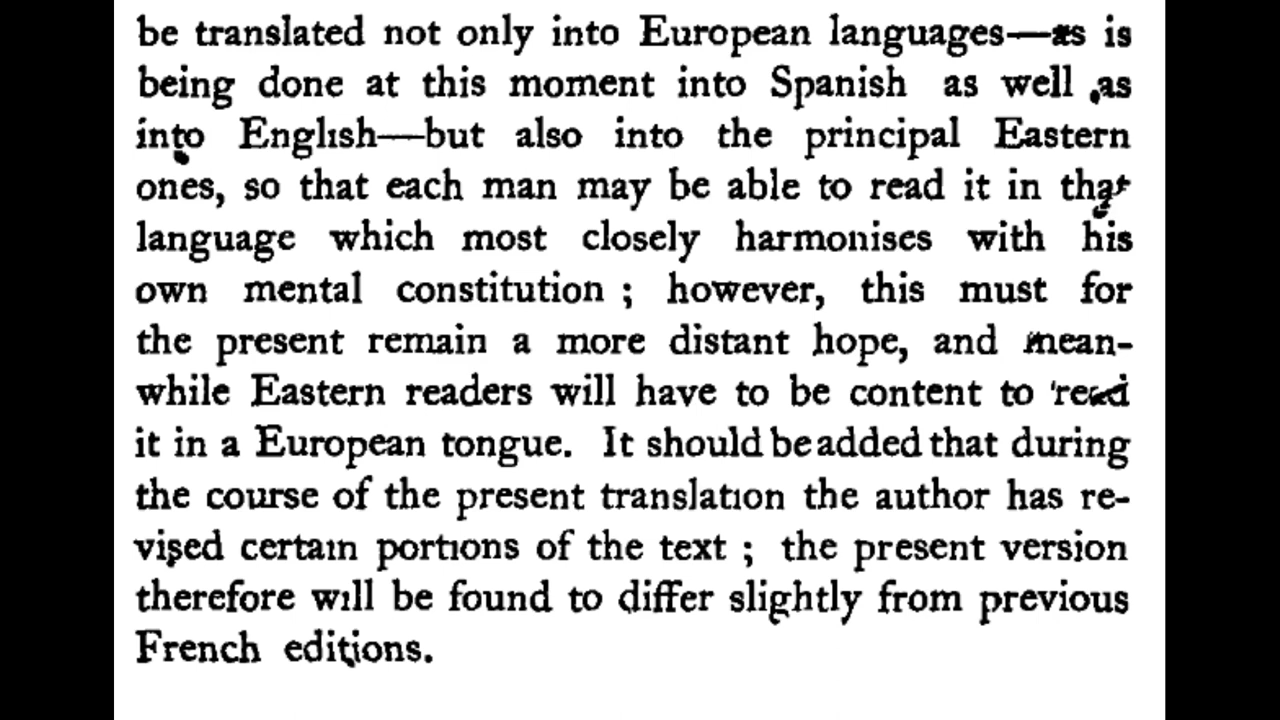 be translated not only into European languages—as is
being done at this moment into Spanish as well as
into English—but also into the principal Eastern
ones, so that each man may be able to read it in that
language which most closely harmonises with his
own mental constitution ; however, this must for
the present remain a more distant hope, and mean-
while Eastern readers will have to be content to read
it in a European tongue. It should be added that during
the course of the present translation the author has re-
vised certain portions of the text ; the present version
therefore will be found to differ slightly from previous
French editions.